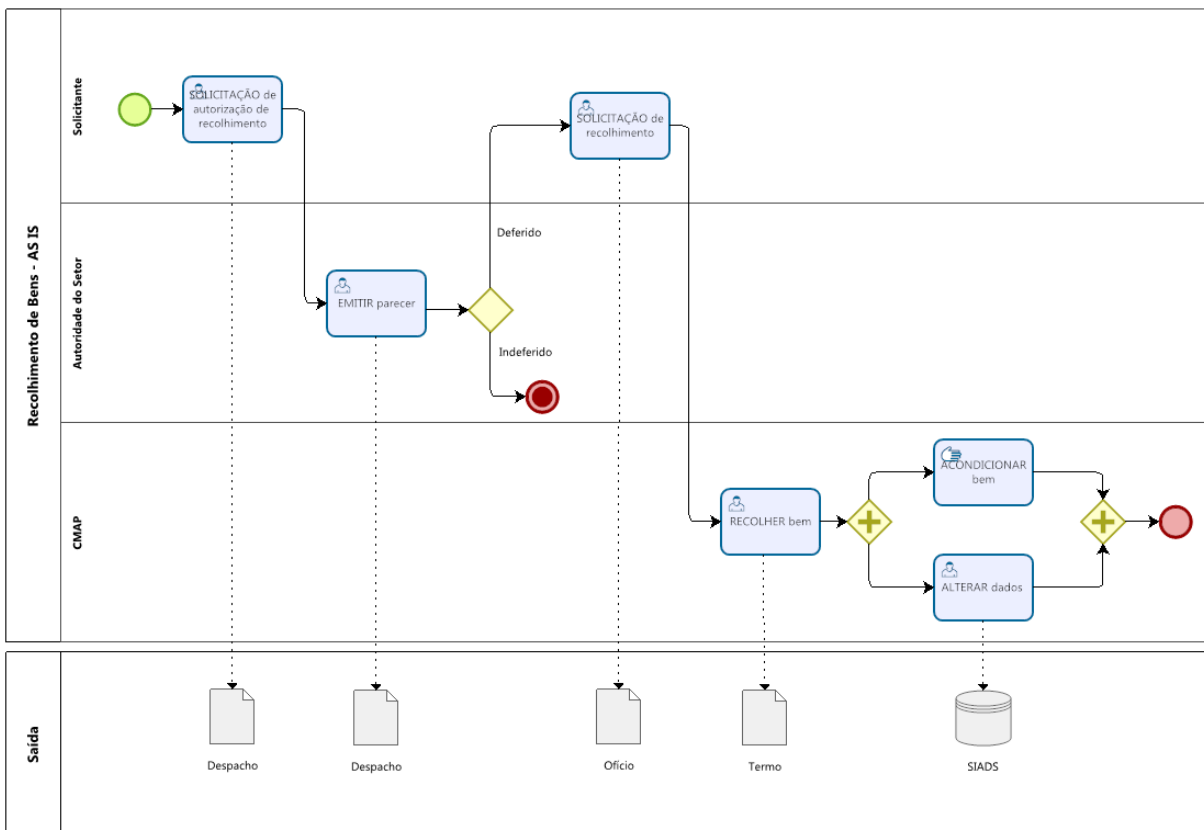 Recolhimento de Bens - AS IS
Solicitante
SOLICITAÇÃO de
autorização de
recolhimento
SOLICITAÇÃO de
recolhimento
Autoridade do Setor
EMITIR parecer
Deferido
Indeferido
CMAP
RECOLHER bem
ACONDICIONAR
bem
ALTERAR dados
Saída
Despacho
Despacho
Ofício
Termo
SIADS